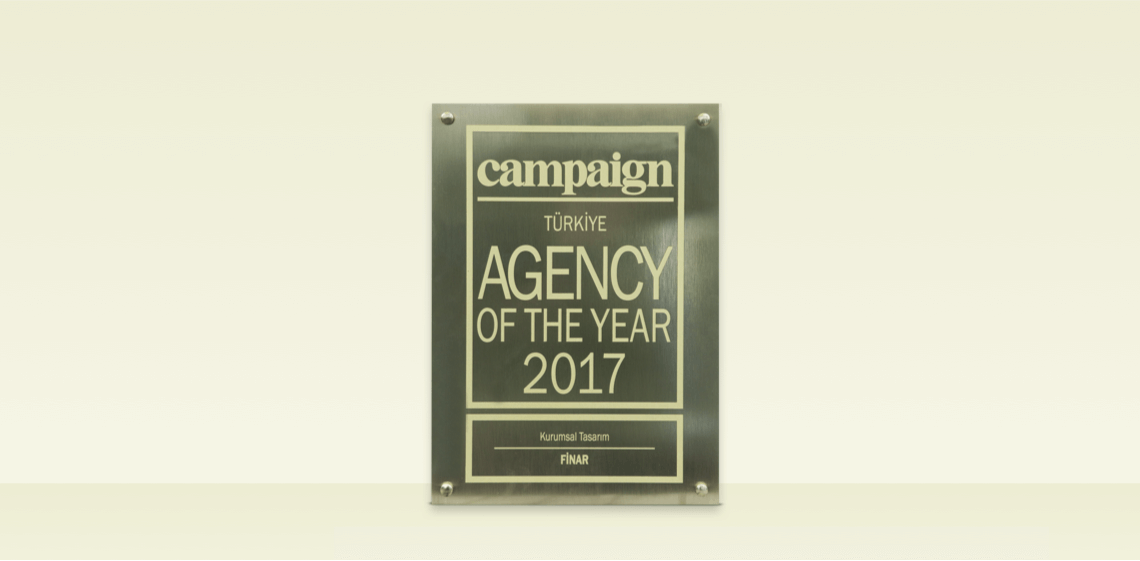 campaign
TÜRKİYE
AGENCY
OF THE YEAR
2017
Kurumsal Tasarım
FİNAR